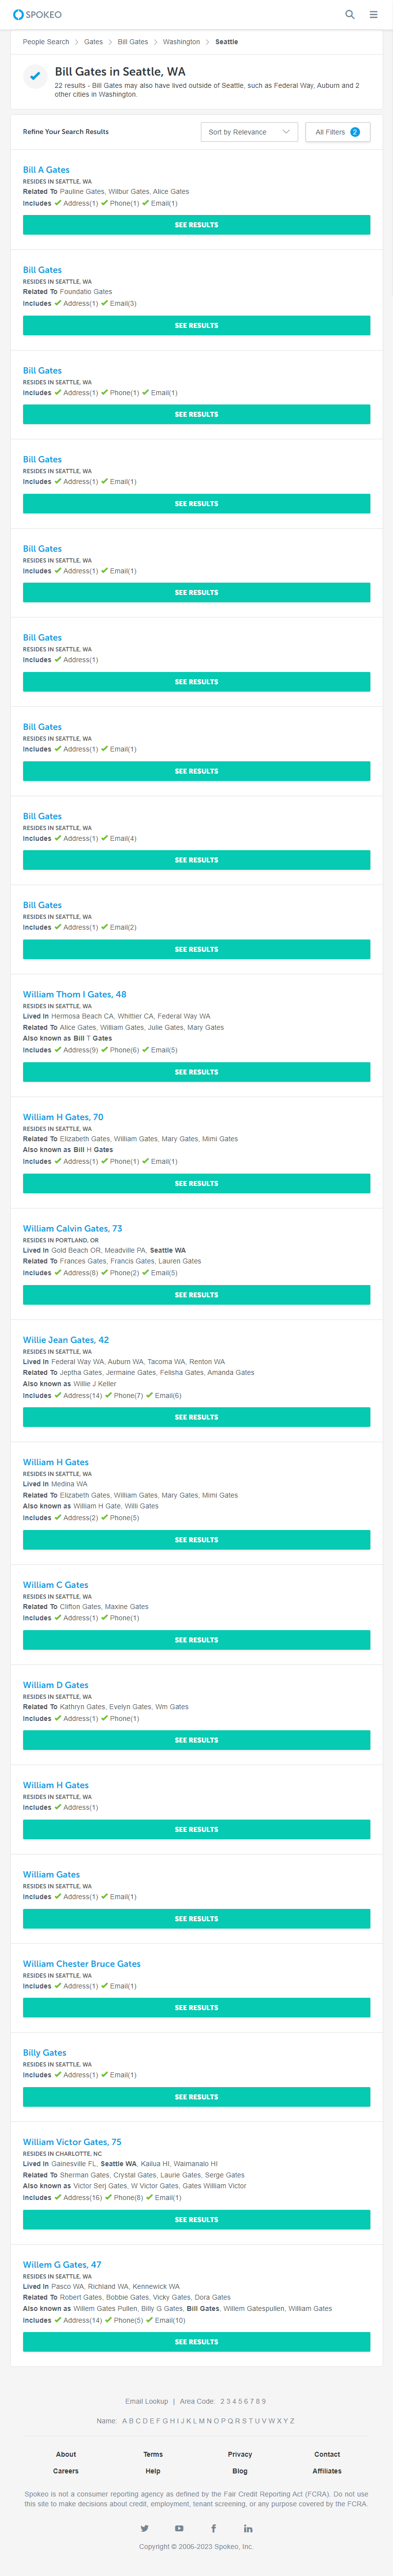 SPOKEO
People Search > Gates > Bill Gates > Washington > Seattle
Bill Gates in Seattle, WA
22 results - Bill Gates may also have lived outside of Seattle, such as Federal Way, Auburn and 2
other cities in Washington.
Refine Your Search Results
Sort by Relevance
All Filters 2
Bill A Gates
RESIDES IN SEATTLE, WA
Related To Pauline Gates, Wilbur Gates, Alice Gates
Includes ✓ Address(1) ✓ Phone(1) ✓ Email(1)
SEE RESULTS
Bill Gates
RESIDES IN SEATTLE, WA
Related To Foundatio Gates
Includes ✓ Address(1) ✓ Email(3)
SEE RESULTS
Bill Gates
RESIDES IN SEATTLE, WA
Includes ✓ Address(1) ✓ Phone(1) ✓ Email(1)
SEE RESULTS
Bill Gates
RESIDES IN SEATTLE, WA
Includes ✓ Address(1) ✓ Email(1)
SEE RESULTS
Bill Gates
RESIDES IN SEATTLE, WA
Includes ✓ Address(1) ✓ Email(1)
SEE RESULTS
Bill Gates
RESIDES IN SEATTLE, WA
Includes ✓ Address(1)
SEE RESULTS
Bill Gates
RESIDES IN SEATTLE, WA
Includes ✓ Address(1) ✓ Email(1)
SEE RESULTS
Bill Gates
RESIDES IN SEATTLE, WA
Includes ✓ Address(1) ✓ Email(4)
SEE RESULTS
Bill Gates
RESIDES IN SEATTLE, WA
Includes ✓ Address(1) ✓ Email(2)
SEE RESULTS
William Thom I Gates, 48
RESIDES IN SEATTLE, WA
Lived In Hermosa Beach CA, Whittier CA, Federal Way WA
Related To Alice Gates, William Gates, Julie Gates, Mary Gates
Also known as Bill T Gates
Includes ✓ Address(9) ✓ Phone(6) ✓ Email(5)
SEE RESULTS
William H Gates, 70
RESIDES IN SEATTLE, WA
Related To Elizabeth Gates, William Gates, Mary Gates, Mimi Gates
Also known as Bill H Gates
Includes ✓ Address(1) ✓ Phone(1) ✓ Email(1)
SEE RESULTS
William Calvin Gates, 73
RESIDES IN PORTLAND, OR
Lived In Gold Beach OR, Meadville PA, Seattle WA
Related To Frances Gates, Francis Gates, Lauren Gates
Includes ✓ Address(8) ✓ Phone(2) ✓ Email(5)
SEE RESULTS
Willie Jean Gates, 42
RESIDES IN SEATTLE, WA
Lived In Federal Way WA, Auburn WA, Tacoma WA, Renton WA
Related To Jeptha Gates, Jermaine Gates, Felisha Gates, Amanda Gates
Also known as Willie J Keller
Includes ✓ Address(14) ✓ Phone(7) ✓ Email(6)
SEE RESULTS
William H Gates
RESIDES IN SEATTLE, WA
Lived In Medina WA
Related To Elizabeth Gates, William Gates, Mary Gates, Mimi Gates
Also known as William H Gate, Willi Gates
Includes ✓ Address(2) ✓ Phone(5)
SEE RESULTS
William C Gates
RESIDES IN SEATTLE, WA
Related To Clifton Gates, Maxine Gates
Includes ✓ Address(1) ✓ Phone(1)
SEE RESULTS
William D Gates
RESIDES IN SEATTLE, WA
Related To Kathryn Gates, Evelyn Gates, Wm Gates
Includes ✓ Address(1) ✓ Phone(1)
SEE RESULTS
William H Gates
RESIDES IN SEATTLE, WA
Includes ✓ Address(1)
SEE RESULTS
William Gates
RESIDES IN SEATTLE, WA
Includes ✓ Address(1) ✓ Email(1)
SEE RESULTS
William Chester Bruce Gates
RESIDES IN SEATTLE, WA
Includes ✓ Address(1) ✓ Email(1)
SEE RESULTS
Billy Gates
RESIDES IN SEATTLE, WA
Includes ✓ Address(1) ✓ Email(1)
SEE RESULTS
William Victor Gates, 75
RESIDES IN CHARLOTTE, NC
Lived In Gainesville FL, Seattle WA, Kailua HI, Waimanalo HI
Related To Sherman Gates, Crystal Gates, Laurie Gates, Serge Gates
Also known as Victor Serj Gates, W Victor Gates, Gates William Victor
Includes ✓ Address(16) ✓ Phone(8) ✓ Email(1)
SEE RESULTS
Willem G Gates, 47
RESIDES IN SEATTLE, WA
Lived In Pasco WA, Richland WA, Kennewick WA
Related To Robert Gates, Bobbie Gates, Vicky Gates, Dora Gates
Also known as Willem Gates Pullen, Billy G Gates, Bill Gates, Willem Gatespullen, William Gates
Includes ✓ Address(14) ✓ Phone(5) ✓ Email(10)
SEE RESULTS
Email Lookup | Area Code: 2 3 4 5 6 7 8 9
Name: A B C D E F G H I J K L M N O P Q R S T U V W X Y Z
About Terms Privacy Contact
Careers Help Blog Affiliates
Spokeo is not a consumer reporting agency as defined by the Fair Credit Reporting Act (FCRA). Do not use
this site to make decisions about credit, employment, tenant screening, or any purpose covered by the FCRA.
Copyright © 2006-2023 Spokeo, Inc.